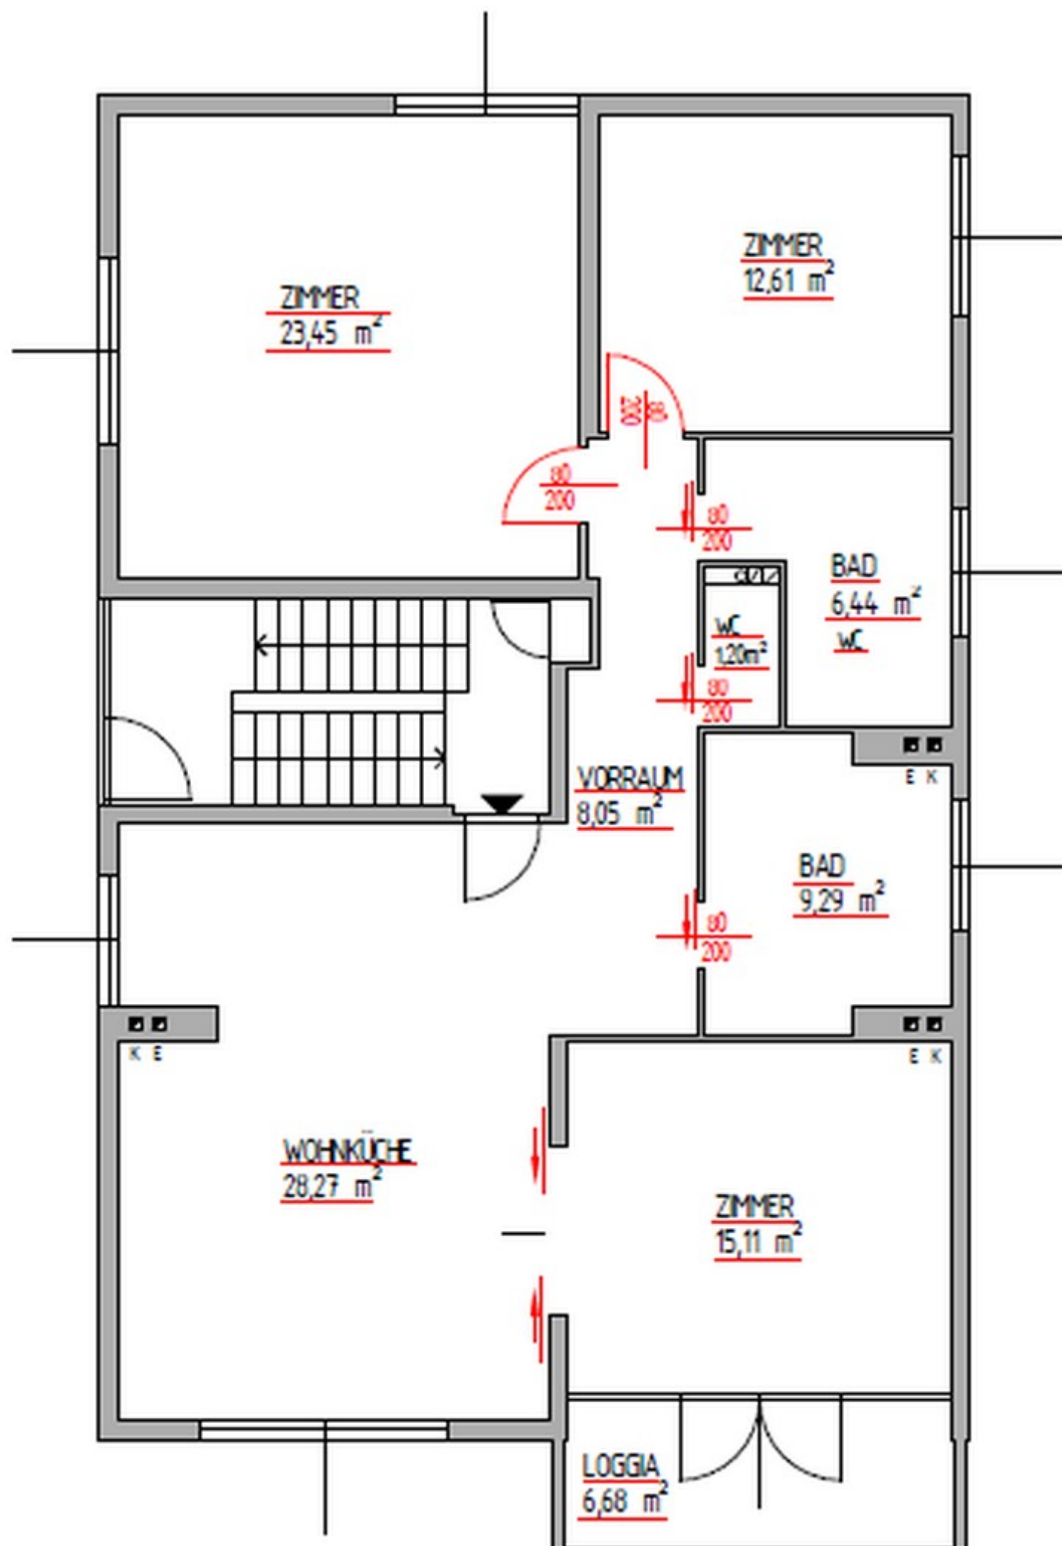 ZIMMER
12,61 m²
ZIMMER
23,45 m²
80
200
80
200
80
200
BAD
6,44 m²
WC
WC
1,20m²
80
200
VORRAUM
8,05 m²
E K
BAD
9,29 m²
80
200
K E
E K
WOHNKÜCHE
28,27 m²
ZIMMER
15,11 m²
LOGGIA
6,68 m²